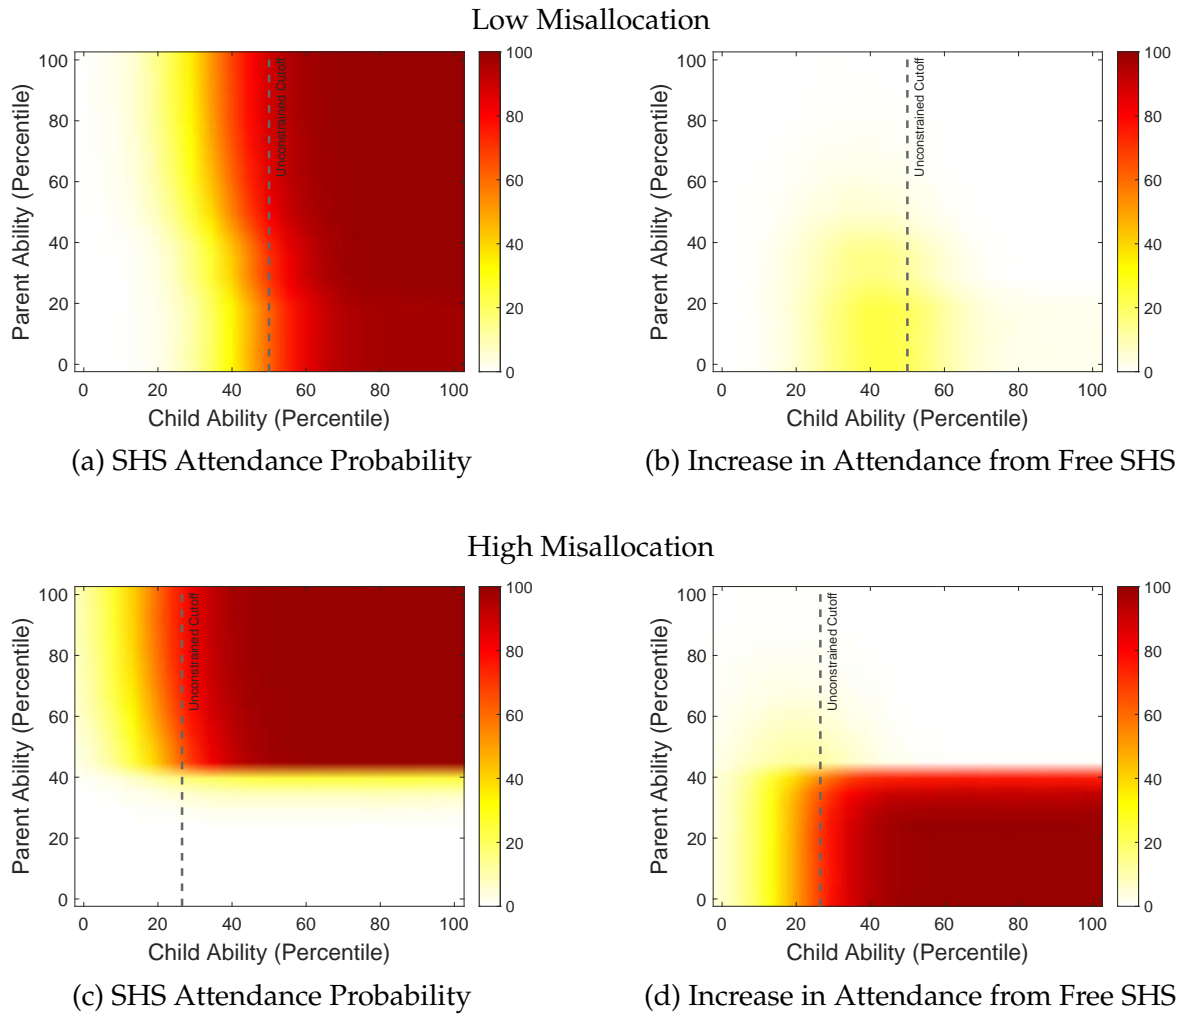 Low Misallocation
100
80
60
40
20
0
Parent Ability (Percentile)
Unconstrained Cutoff
0 20 40 60 80 100
Child Ability (Percentile)
100
80
60
40
20
0
(a) SHS Attendance Probability
100
80
60
40
20
0
Parent Ability (Percentile)
Unconstrained Cutoff
0 20 40 60 80 100
Child Ability (Percentile)
100
80
60
40
20
0
(b) Increase in Attendance from Free SHS
High Misallocation
100
80
60
40
20
0
Parent Ability (Percentile)
Unconstrained Cutoff
0 20 40 60 80 100
Child Ability (Percentile)
100
80
60
40
20
0
(c) SHS Attendance Probability
100
80
60
40
20
0
Parent Ability (Percentile)
Unconstrained Cutoff
0 20 40 60 80 100
Child Ability (Percentile)
100
80
60
40
20
0
(d) Increase in Attendance from Free SHS